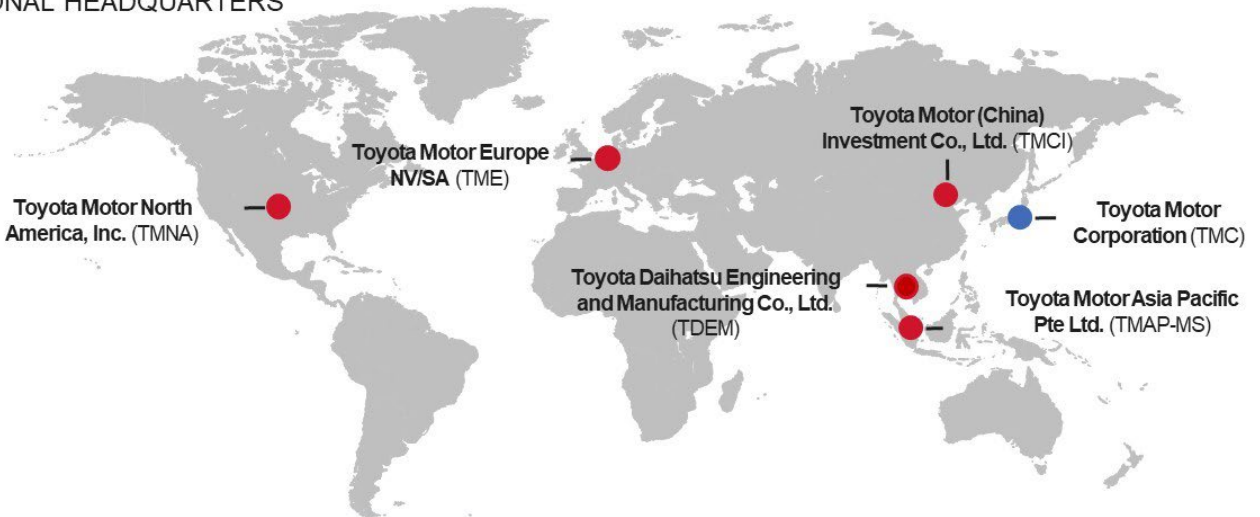 ONAL HEADQUARTERS
Toyota Motor (China)
Investment Co., Ltd. (TMCI)
Toyota Motor Europe
NV/SA (TME)
Toyota Motor North
America, Inc. (TMNA)
Toyota Motor
Corporation (TMC)
Toyota Daihatsu Engineering
and Manufacturing Co., Ltd.
(TDEM)
Toyota Motor Asia Pacific
Pte Ltd. (TMAP-MS)